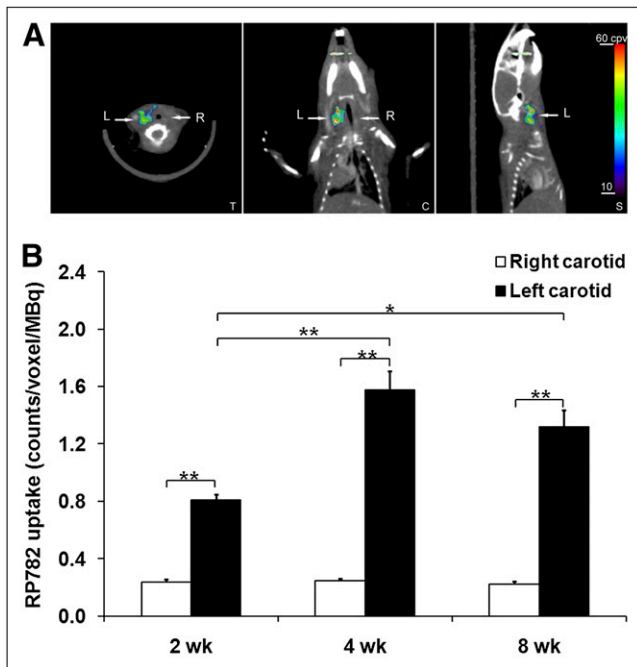 A
60 cpv
L
R
L
R
L
10
T
C
S
B
RP782 uptake (counts/voxel/MBq)
2.4
2.0
1.6
1.2
0.8
0.4
0.0
Right carotid
Left carotid
*
**
**
**
**
2 wk
4 wk
8 wk